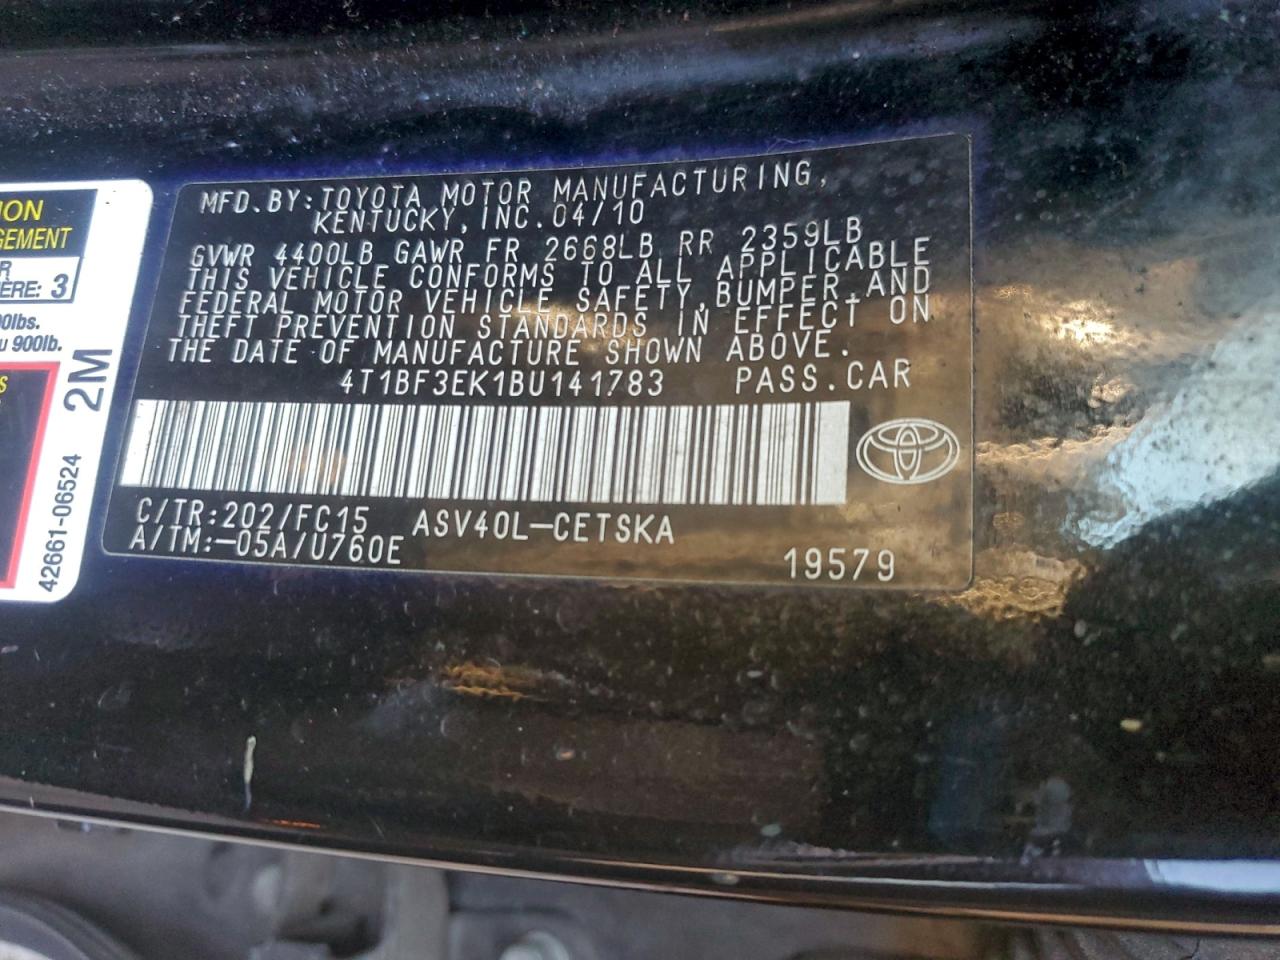 ION
GEMENT
R
ERE: 3
00lbs.
u 900lb.
S
2M
42661-06524
MFD.BY:TOYOTA MOTOR MANUFACTURING,
KENTUCKY,INC.04/10
GVWR 4400LB GAWR FR 2668LB RR 2359LB
THIS VEHICLE CONFORMS TO ALL APPLICABLE
FEDERAL MOTOR VEHICLE SAFETY,BUMPER,AND
THEFT PREVENTION STANDARDS IN EFFECT ON
THE DATE OF MANUFACTURE SHOWN ABOVE.
4T1BF3EK1BU141783 PASS.CAR
C/TR:202/FC15 ASV40L-CETSKA
A/TM:-05A/U760E
19579